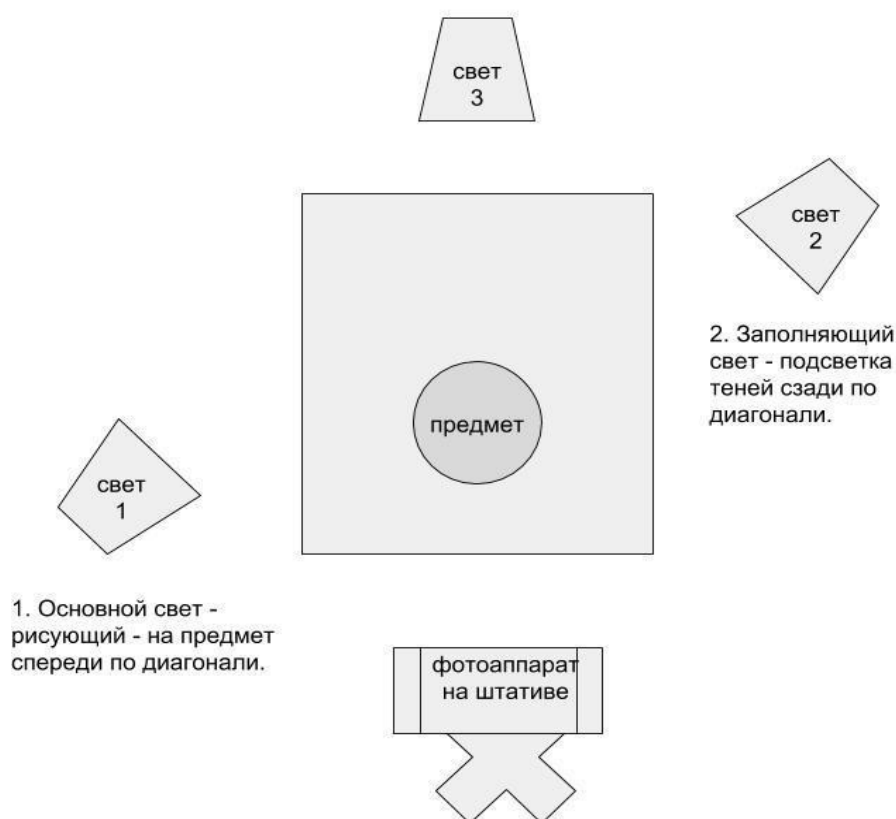 свет
3
свет
2
2. Заполняющий
свет - подсветка
теней сзади по
диагонали.
предмет
свет
1
1. Основной свет -
рисующий - на предмет
спереди по диагонали.
фотоаппарат
на штативе